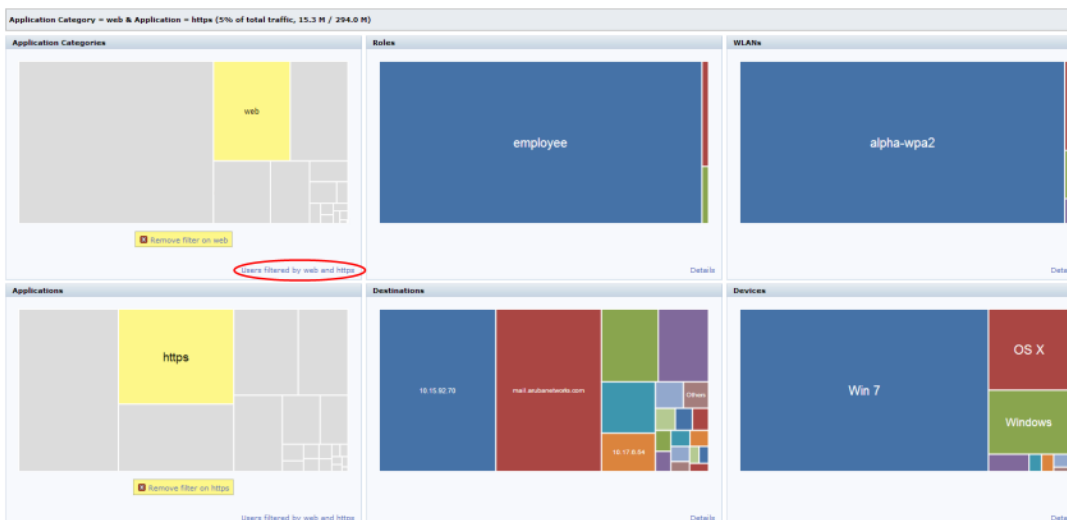 Application Category = web & Application = https (5% of total traffic, 15.3 M / 294.0 M)
Application Categories
Roles
WLANs
web
employee
alpha-wpa2
Remove filter on web
Users filtered by web and https
Details
Deta
Applications
Destinations
Devices
https
10.15.92.70
mail.arubanetworks.com
Others
10.17.0.54
Win 7
OS X
Windows
Remove filter on https
Users filtered by web and https
Details
Deta